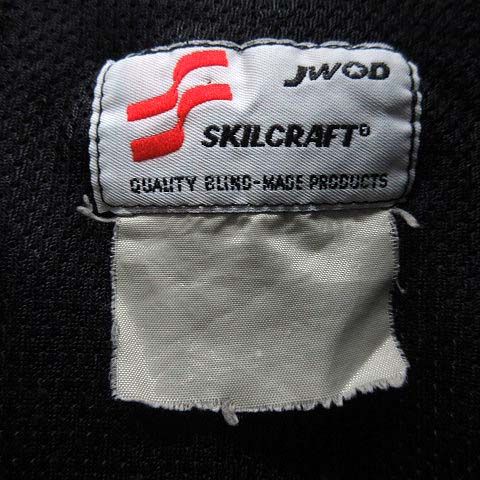 JWOD
SKILCRAFT®
QUALITY BLIND-MADE PRODUCTS